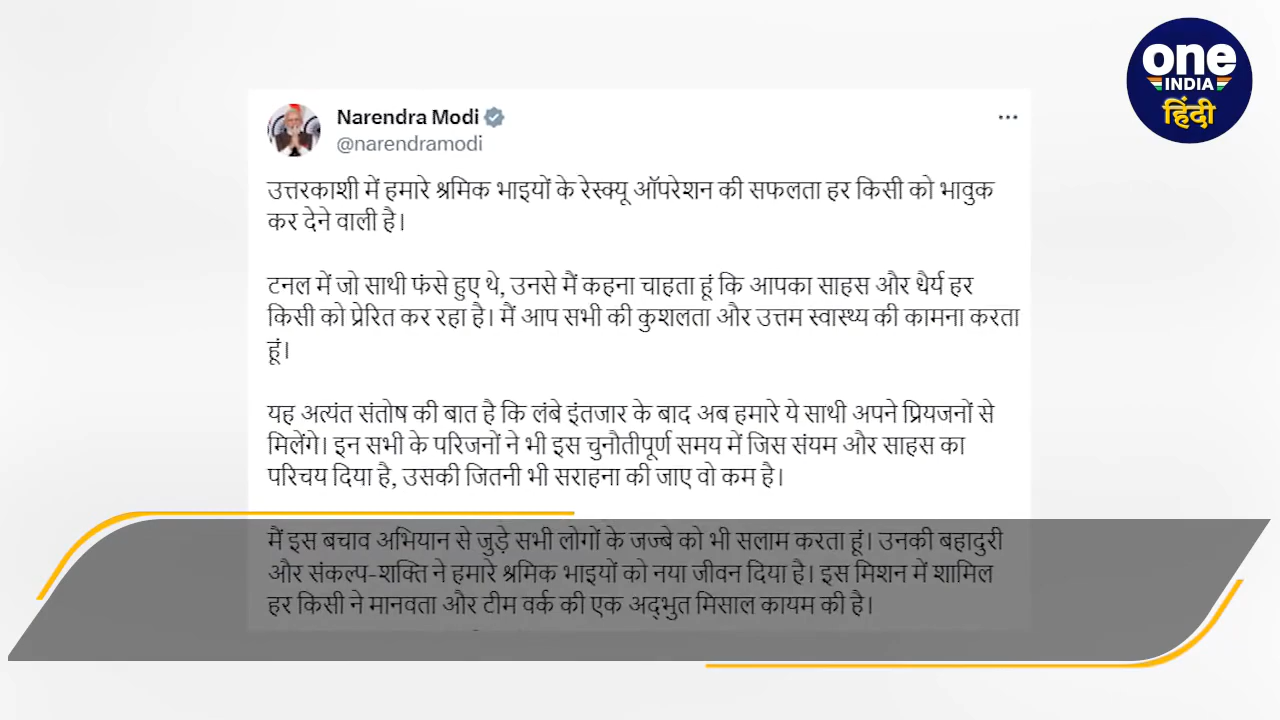 one
INDIA
हिंदी
Narendra Modi
@narendramodi
उत्तरकाशी में हमारे श्रमिक भाइयों के रेस्क्यू ऑपरेशन की सफलता हर किसी को भावुक
कर देने वाली है।
टनल में जो साथी फंसे हुए थे, उनसे मैं कहना चाहता हूं कि आपका साहस और धैर्य हर
किसी को प्रेरित कर रहा है। मैं आप सभी की कुशलता और उत्तम स्वास्थ्य की कामना करता
हूं।
यह अत्यंत संतोष की बात है कि लंबे इंतजार के बाद अब हमारे ये साथी अपने प्रियजनों से
मिलेंगे। इन सभी के परिजनों ने भी इस चुनौतीपूर्ण समय में जिस संयम और साहस का
परिचय दिया है, उसकी जितनी भी सराहना की जाए वो कम है।
मैं इस बचाव अभियान से जुड़े सभी लोगों के जज्बे को भी सलाम करता हूं। उनकी बहादुरी
और संकल्प-शक्ति ने हमारे श्रमिक भाइयों को नया जीवन दिया है। इस मिशन में शामिल
हर किसी ने मानवता और टीम वर्क की एक अद्भुत मिसाल कायम की है।